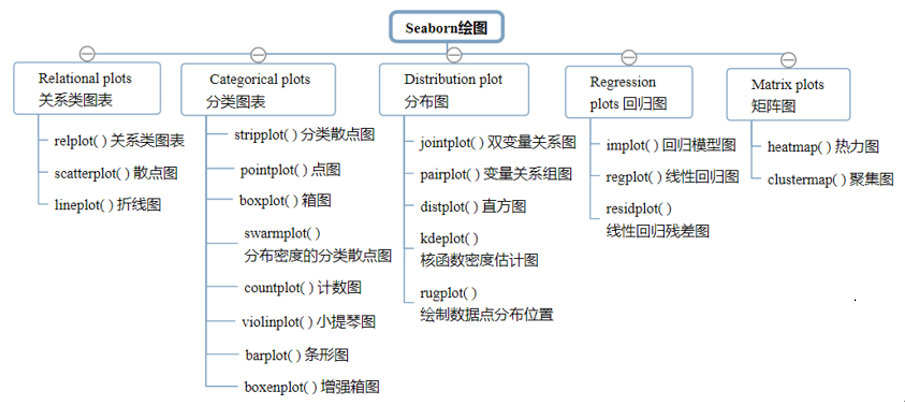 Seaborn绘图
Relational plots
关系类图表
relplot( ) 关系类图表
scatterplot( ) 散点图
lineplot( ) 折线图
Categorical plots
分类图表
stripplot( ) 分类散点图
pointplot( ) 点图
boxplot( ) 箱图
swarmplot( )
分布密度的分类散点图
countplot( ) 计数图
violinplot( ) 小提琴图
barplot( ) 条形图
boxenplot( ) 增强箱图
Distribution plot
分布图
jointplot( ) 双变量关系图
pairplot( ) 变量关系组图
distplot( ) 直方图
kdeplot( )
核函数密度估计图
rugplot( )
绘制数据点分布位置
Regression
plots 回归图
implot( ) 回归模型图
regplot( ) 线性回归图
residplot( )
线性回归残差图
Matrix plots
矩阵图
heatmap( ) 热力图
clustermap( ) 聚集图